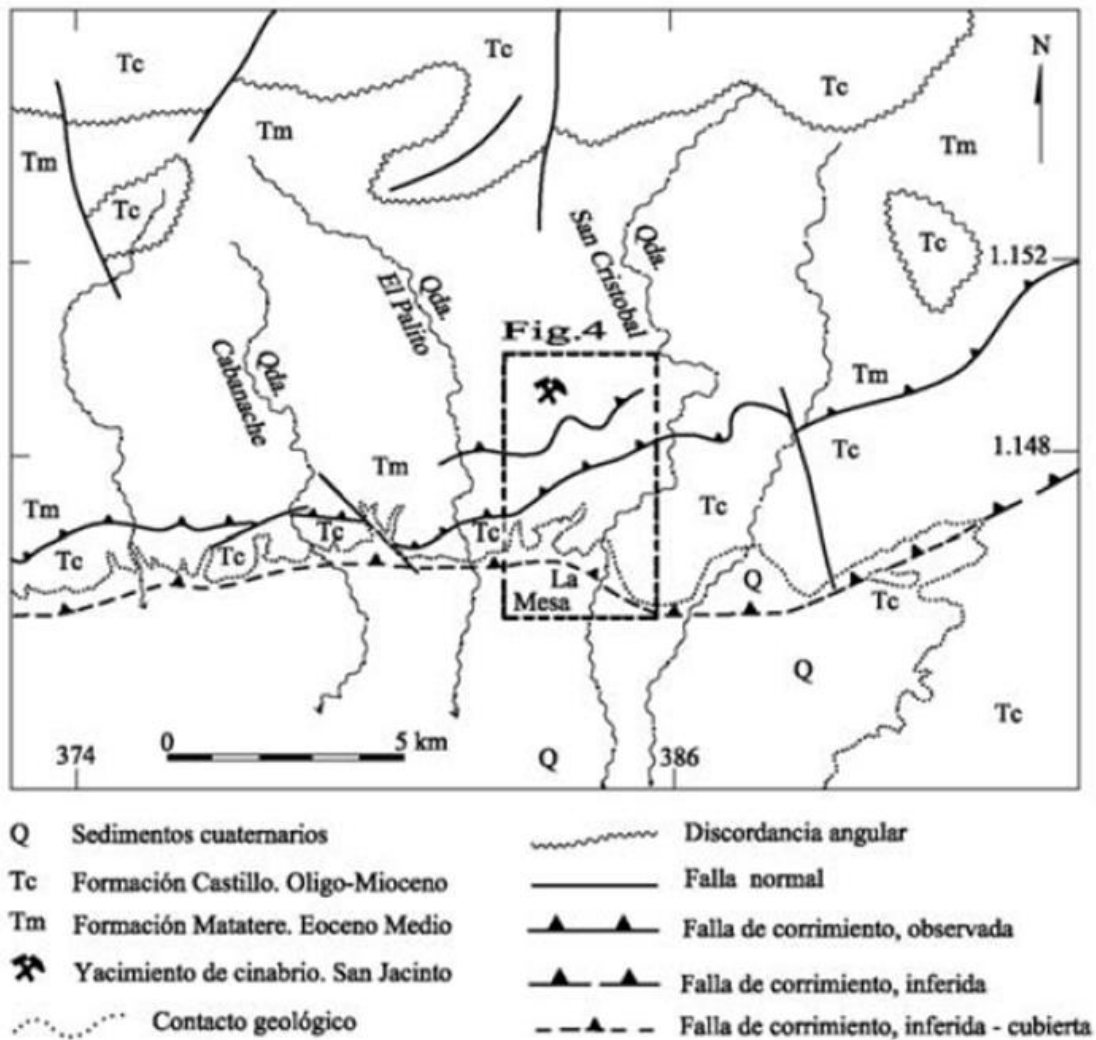 Tc
Tc
Tc
N
Tm
Tm
Tm
Tc
Tc
1.152
San Cristobal
Qda.
El Palito
Qda.
Fig.4
Cabanache
Qda.
Tm
Tc
1.148
Tm
Tm
Tc
Tc
Tc
Tc
Tc
La
Mesa
Q
Tc
Q
Tc
0
5 km
374
Q
386
Q Sedimentos cuaternarios
Tc Formación Castillo. Oligo-Mioceno
Tm Formación Matatere. Eoceno Medio
Yacimiento de cinabrio. San Jacinto
Contacto geológico
Discordancia angular
Falla normal
Falla de corrimiento, observada
Falla de corrimiento, inferida
Falla de corrimiento, inferida - cubierta